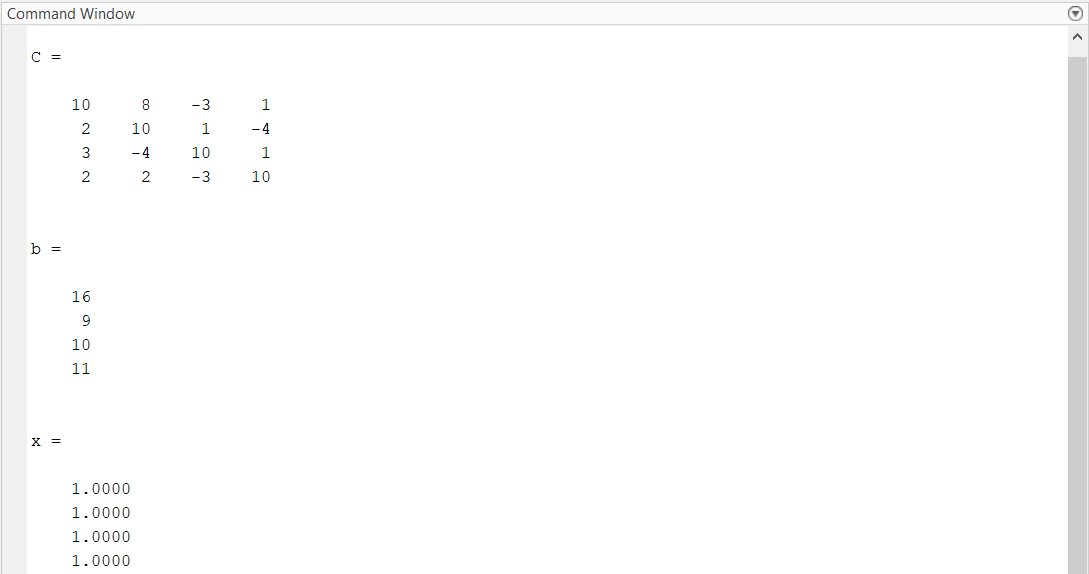 Command Window
C =
10 8 -3 1
2 10 1 -4
3 -4 10 1
2 2 -3 10
b =
16
9
10
11
x =
1.0000
1.0000
1.0000
1.0000